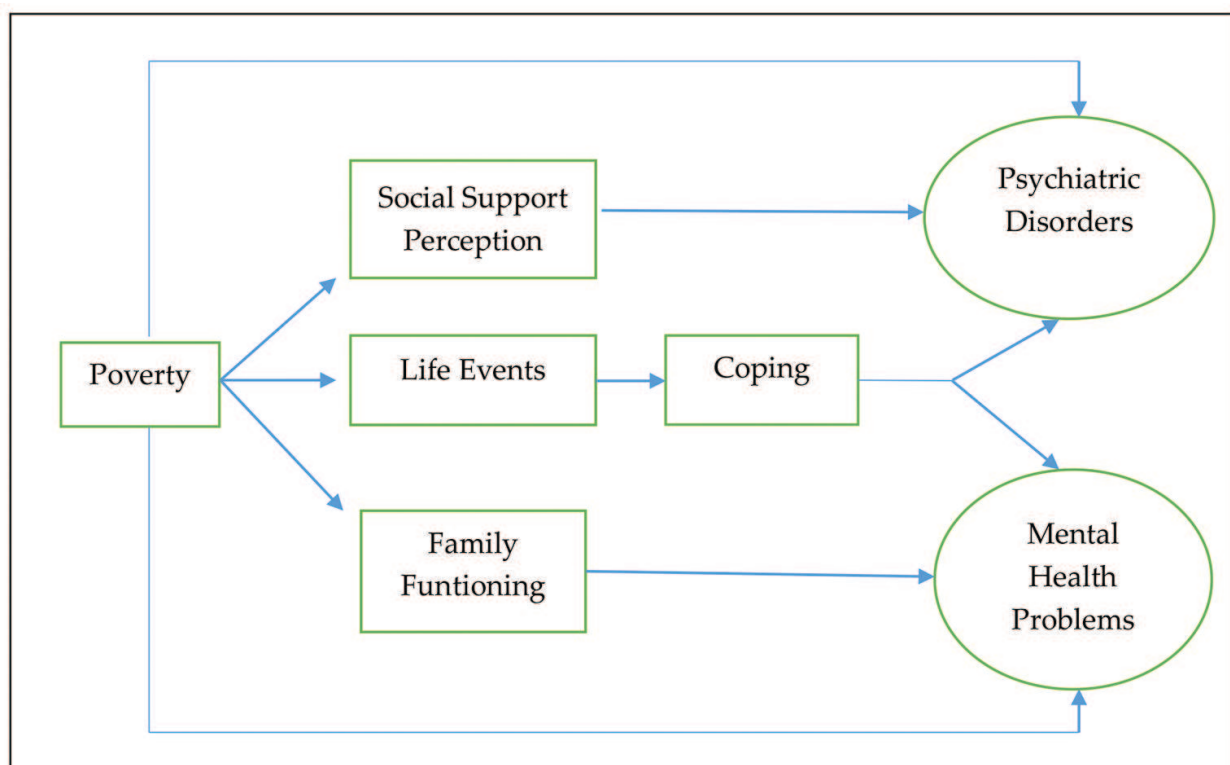 Psychiatric
Disorders
Social Support
Perception
Poverty
Life Events
Coping
Family
Funtioning
Mental
Health
Problems